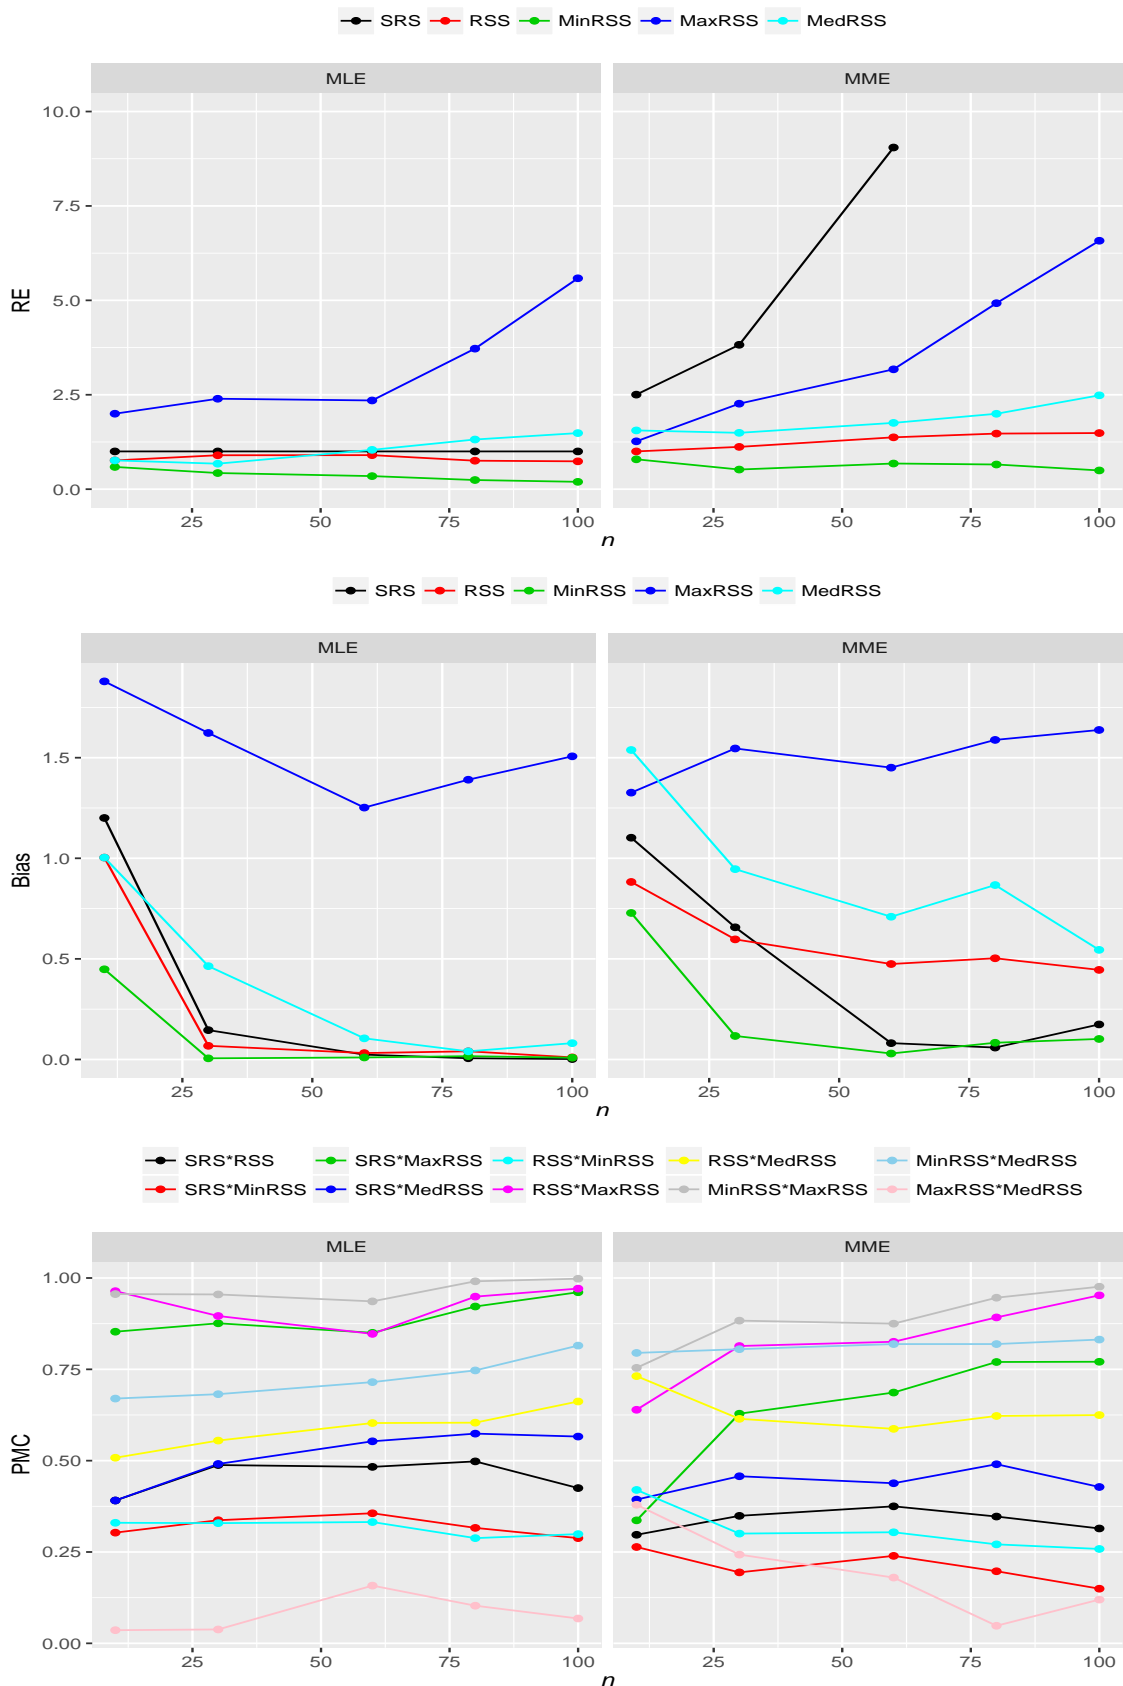 SRS RSS MinRSS MaxRSS MedRSS
MLE MME
RE
10.0
7.5
5.0
2.5
0.0
25 50 75 100 25 50 75 100
n
SRS RSS MinRSS MaxRSS MedRSS
MLE MME
Bias
1.5
1.0
0.5
0.0
25 50 75 100 25 50 75 100
n
SRS*RSS SRS*MaxRSS RSS*MinRSS RSS*MedRSS MinRSS*MedRSS
SRS*MinRSS SRS*MedRSS RSS*MaxRSS MinRSS*MaxRSS MaxRSS*MedRSS
MLE MME
PMC
1.00
0.75
0.50
0.25
0.00
25 50 75 100 25 50 75 100
n